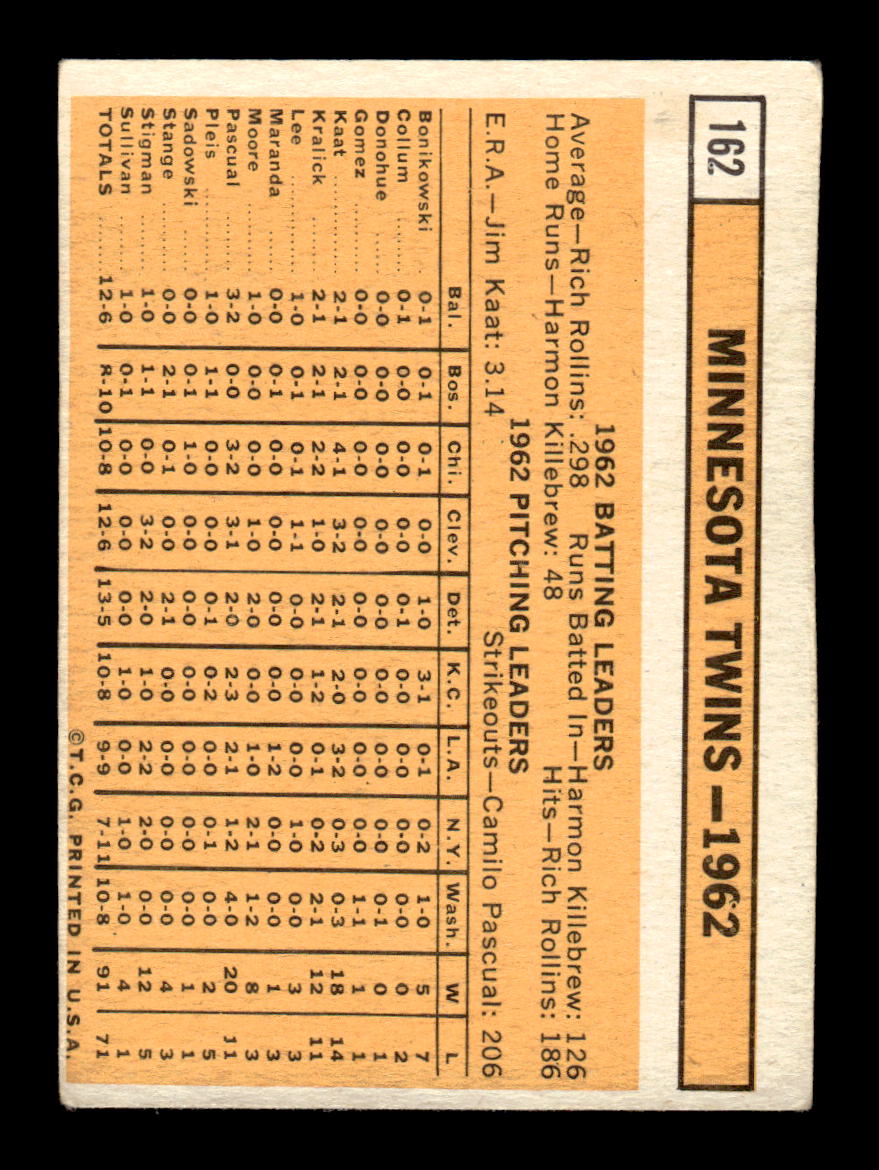 162
MINNESOTA TWINS—1962
1962 BATTING LEADERS
Average—Rich Rollins: .298 Runs Batted In—Harmon Killebrew: 126
Home Runs—Harmon Killebrew: 48 Hits—Rich Rollins: 186
1962 PITCHING LEADERS
E.R.A.—Jim Kaat: 3.14 Strikeouts—Camilo Pascual: 206
Bal. Bos. Chi. Clev. Det. K.C. L.A. N.Y. Wash. W L
Bonikowski . 0-1 0-1 0-1 0-0 1-0 3-1 0-1 0-2 1-0 5 7
Collum ...... 0-1 0-0 0-0 0-0 0-1 0-0 0-0 0-0 0-0 0 2
Donohue ..... 0-0 0-0 0-0 0-0 0-0 0-0 0-0 0-0 0-1 0 1
Gomez ........ 0-0 0-0 0-0 0-0 0-0 0-0 0-0 0-0 1-1 1 1
Kaat ........... 2-1 2-1 4-1 3-2 2-1 2-0 3-2 0-3 0-3 18 14
Kralick ....... 2-1 2-1 2-2 1-0 2-1 1-2 0-1 0-2 2-1 12 11
Lee ............ 1-0 0-1 0-1 1-1 0-0 0-0 0-0 1-0 0-0 3 3
Maranda ..... 0-0 0-1 0-0 0-0 0-0 0-0 1-2 0-0 0-0 1 3
Moore ........ 1-0 0-0 0-0 1-0 2-0 0-0 1-0 2-1 1-2 8 3
Pascual ....... 3-2 0-0 3-2 3-1 2-0 2-3 2-1 1-2 4-0 20 11
Pleis .......... 1-0 1-1 0-0 0-0 0-1 0-2 0-0 0-1 0-0 2 5
Sadowski .... 0-0 0-1 1-0 0-0 0-0 0-0 0-0 0-0 0-0 1 1
Stange ....... 0-0 2-1 0-1 0-0 2-1 0-0 0-0 0-0 0-0 4 3
Stigman ...... 1-0 1-1 0-0 3-2 2-0 1-0 2-2 2-0 0-0 12 5
Sullivan ...... 1-0 0-1 0-0 0-0 0-0 1-0 0-0 1-0 1-0 4 1
TOTALS ...... 12-6 8-10 10-8 12-6 13-5 10-8 9-9 7-11 10-8 91 71
©T.C.G. PRINTED IN U.S.A.